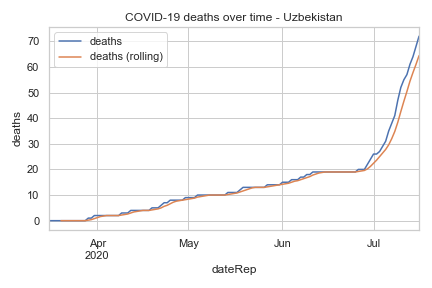 COVID-19 deaths over time - Uzbekistan
deaths
deaths (rolling)
70
60
50
40
30
20
10
0
deaths
Apr
2020
May
Jun
Jul
dateRep